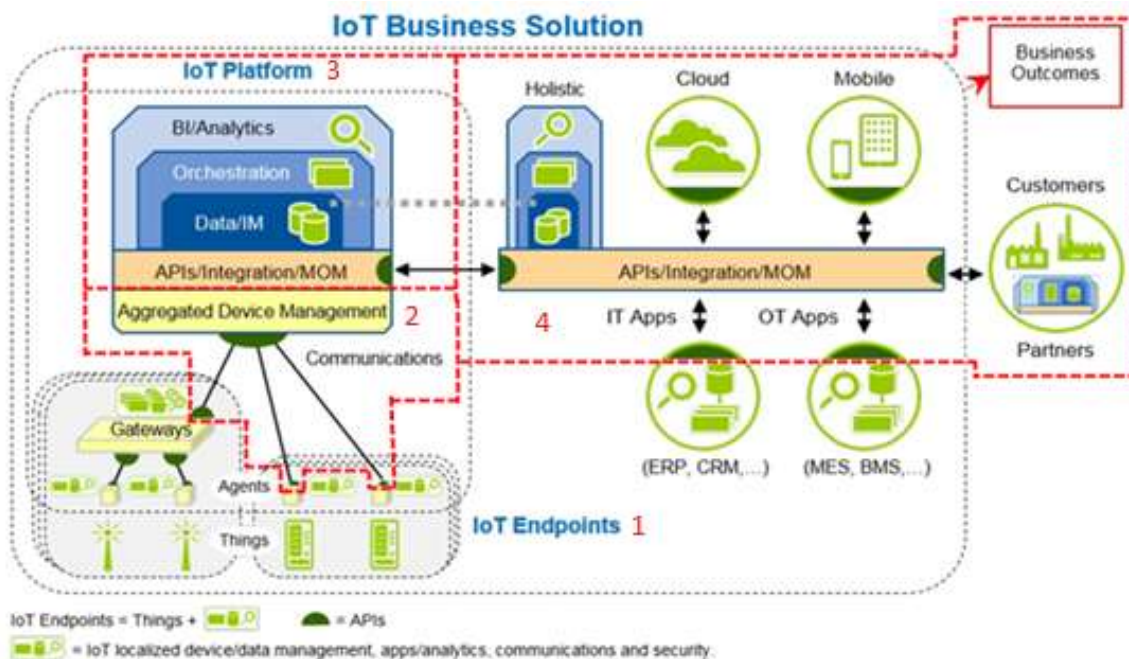 IoT Business Solution
IoT Platform 3
Business
Outcomes
Holistic
Cloud
Mobile
BI/Analytics
Orchestration
Data/IM
Customers
APIs/Integration/MOM
APIs/Integration/MOM
Aggregated Device Management
2
4
IT Apps
OT Apps
Partners
Communications
Gateways
(ERP, CRM,...)
(MES, BMS,...)
Agents
IoT Endpoints 1
Things
IoT Endpoints = Things +
= APIs
= IoT localized device/data management, apps/analytics, communications and security.